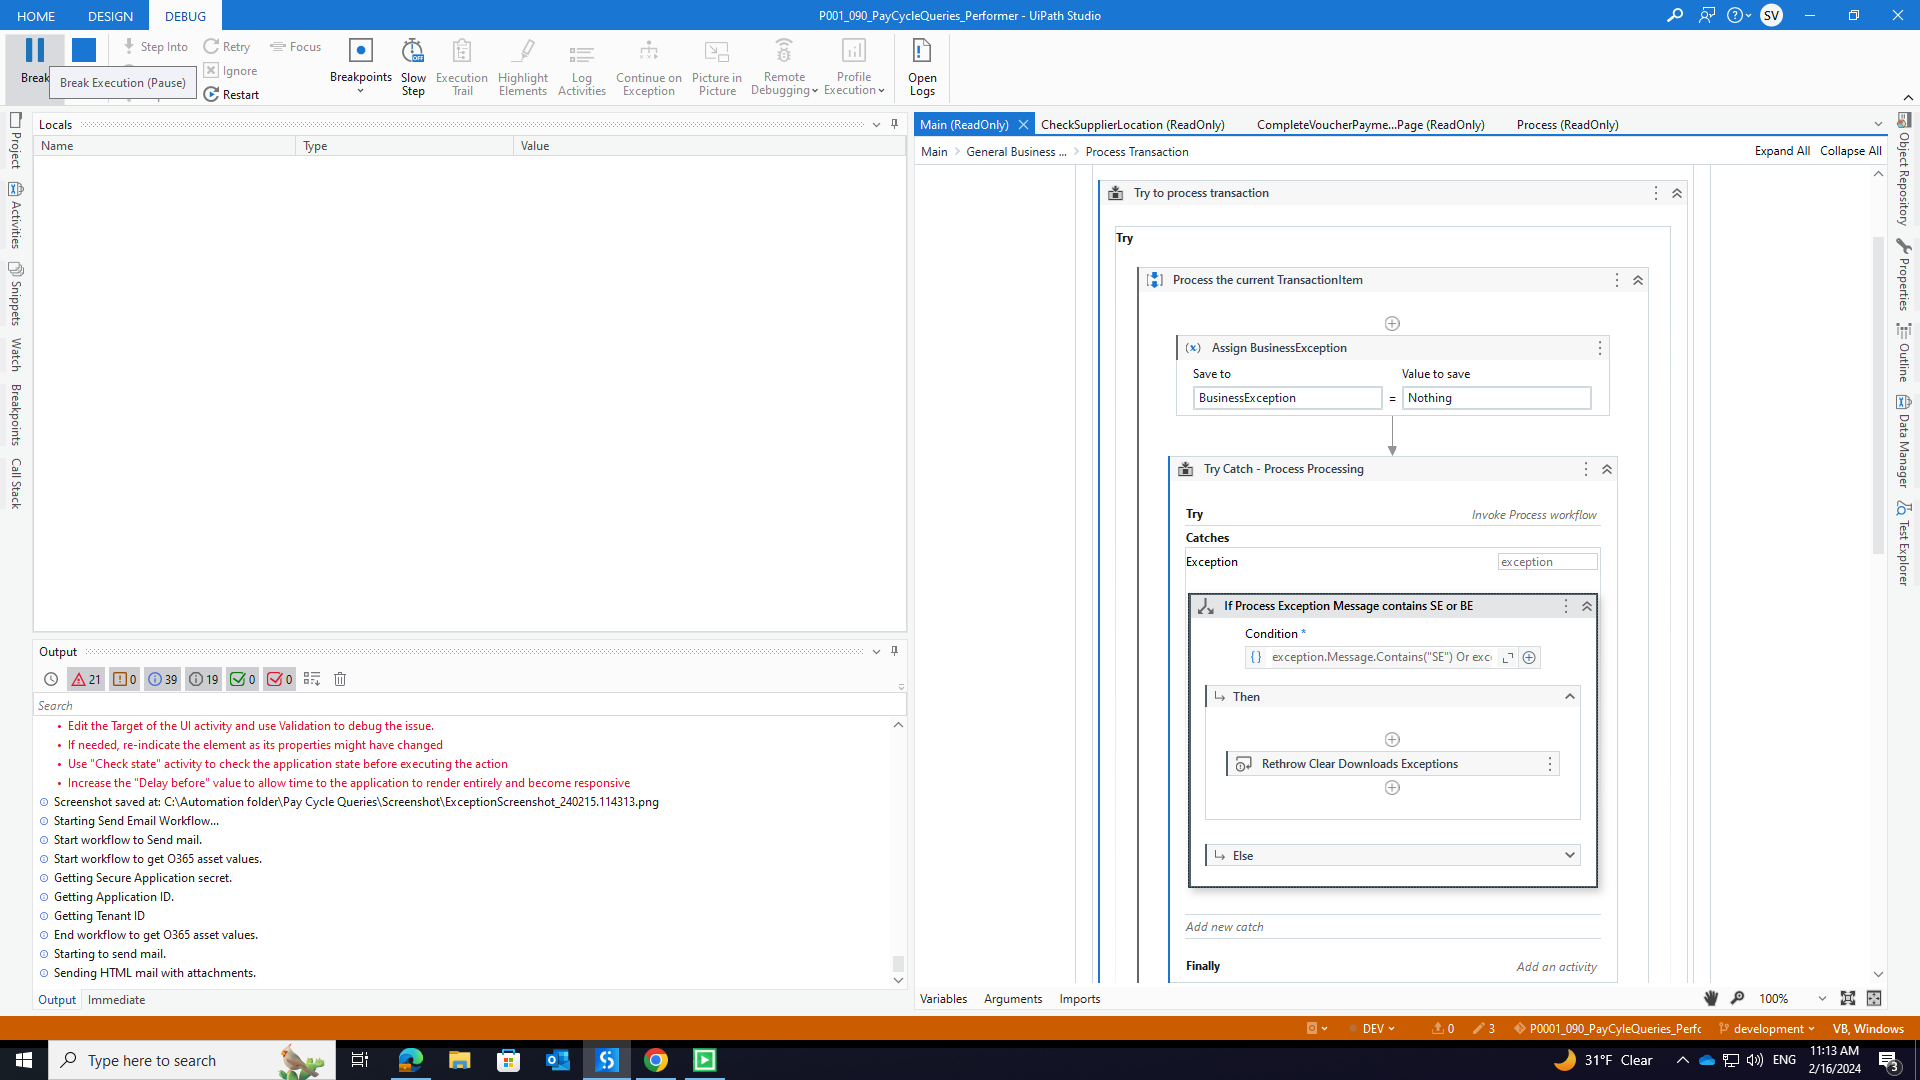 HOME
DESIGN
DEBUG
P001_090_PayCycleQueries_Performer - UiPath Studio
SV
Break
Step Into
Retry
Focus
Ignore
Restart
Break Execution (Pause)
Breakpoints
Slow Step
Execution Trail
Highlight Elements
Log Activities
Continue on Exception
Picture in Picture
Remote Debugging
Profile Execution
Open Logs
Project
Activities
Snippets
Watch
Breakpoints
Call Stack
Locals
Name
Type
Value
Output
21
0
39
19
0
0
Search
• Edit the Target of the UI activity and use Validation to debug the issue.
• If needed, re-indicate the element as its properties might have changed
• Use "Check state" activity to check the application state before executing the action
• Increase the "Delay before" value to allow time to the application to render entirely and become responsive
Screenshot saved at: C:\Automation folder\Pay Cycle Queries\Screenshot\ExceptionScreenshot_240215.114313.png
Starting Send Email Workflow...
Start workflow to Send mail.
Start workflow to get O365 asset values.
Getting Secure Application secret.
Getting Application ID.
Getting Tenant ID
End workflow to get O365 asset values.
Starting to send mail.
Sending HTML mail with attachments.
Output
Immediate
Main (ReadOnly)
CheckSupplierLocation (ReadOnly)
CompleteVoucherPayme...Page (ReadOnly)
Process (ReadOnly)
Main
General Business ...
Process Transaction
Expand All
Collapse All
Try to process transaction
Try
Process the current TransactionItem
Assign BusinessException
Save to
Value to save
BusinessException
=
Nothing
Try Catch - Process Processing
Try
Invoke Process workflow
Catches
Exception
exception
If Process Exception Message contains SE or BE
Condition *
exception.Message.Contains("SE") Or exc
Then
Rethrow Clear Downloads Exceptions
Else
Add new catch
Finally
Add an activity
Variables
Arguments
Imports
100%
Object Repository
Properties
Outline
Data Manager
Test Explorer
DEV
0
3
P0001_090_PayCyleQueries_Perfc
development
VB, Windows
Type here to search
31°F Clear
ENG
11:13 AM
2/16/2024
3